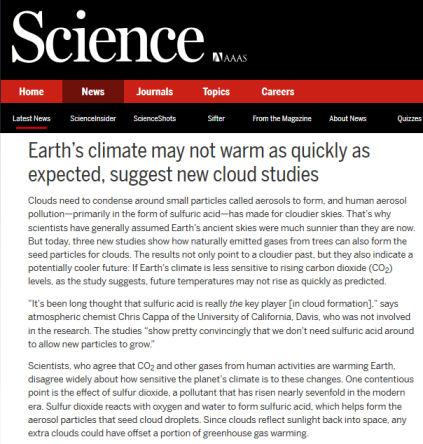 Science
AAAS
Home News Journals Topics Careers
Latest News ScienceInsider ScienceShots Sifter From the Magazine About News Quizzes
Earth's climate may not warm as quickly as
expected, suggest new cloud studies
Clouds need to condense around small particles called aerosols to form, and human aerosol
pollution—primarily in the form of sulfuric acid—has made for cloudier skies. That's why
scientists have generally assumed Earth's ancient skies were much sunnier than they are now.
But today, three new studies show how naturally emitted gases from trees can also form the
seed particles for clouds. The results not only point to a cloudier past, but they also indicate a
potentially cooler future: If Earth's climate is less sensitive to rising carbon dioxide (CO₂)
levels, as the study suggests, future temperatures may not rise as quickly as predicted.
"It's been long thought that sulfuric acid is really the key player [in cloud formation]," says
atmospheric chemist Chris Cappa of the University of California, Davis, who was not involved
in the research. The studies "show pretty convincingly that we don't need sulfuric acid around
to allow new particles to grow."
Scientists, who agree that CO₂ and other gases from human activities are warming Earth,
disagree widely about how sensitive the planet's climate is to these changes. One contentious
point is the effect of sulfur dioxide, a pollutant that has risen nearly sevenfold in the modern
era. Sulfur dioxide reacts with oxygen and water to form sulfuric acid, which helps form the
aerosol particles that seed cloud droplets. Since clouds reflect sunlight back into space, any
extra clouds could have offset a portion of greenhouse gas warming.